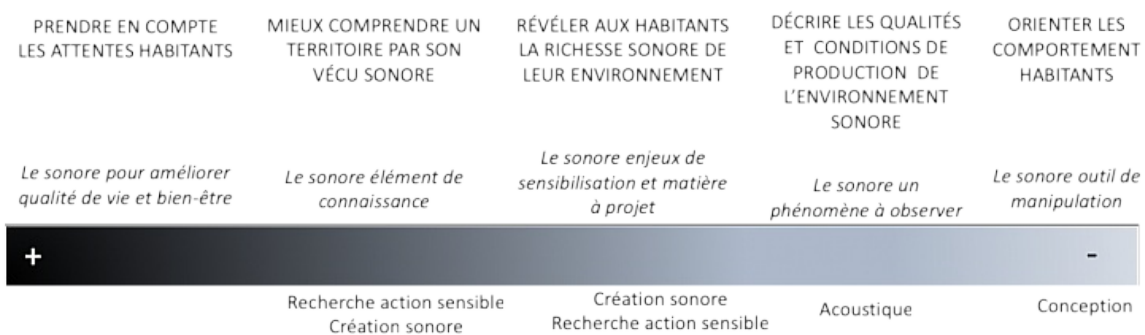 PRENDRE EN COMPTE
LES ATTENTES HABITANTS
MIEUX COMPRENDRE UN
TERRITOIRE PAR SON
VÉCU SONORE
RÉVÉLER AUX HABITANTS
LA RICHESSE SONORE DE
LEUR ENVIRONNEMENT
DÉCRIRE LES QUALITÉS
ET CONDITIONS DE
PRODUCTION DE
L'ENVIRONNEMENT
SONORE
ORIENTER LES
COMPORTEMENT
HABITANTS
Le sonore pour améliorer
qualité de vie et bien-être
Le sonore élément de
connaissance
Le sonore enjeux de
sensibilisation et matière
à projet
Le sonore un
phénomène à observer
Le sonore outil de
manipulation
+
-
Recherche action sensible
Création sonore
Création sonore
Recherche action sensible
Acoustique
Conception